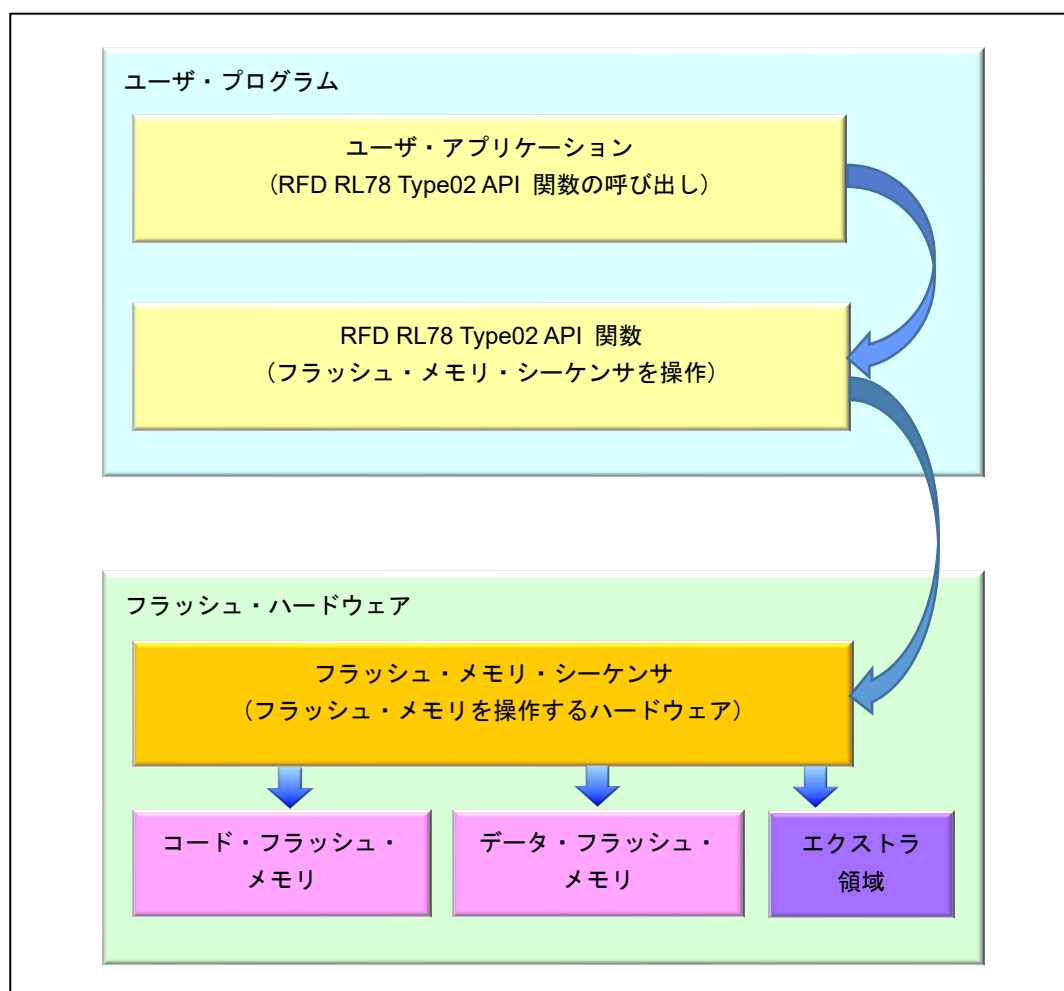 ユーザ・プログラム
ユーザ・アプリケーション
（RFD RL78 Type02 API 関数の呼び出し）
RFD RL78 Type02 API 関数
（フラッシュ・メモリ・シーケンサを操作）
フラッシュ・ハードウェア
フラッシュ・メモリ・シーケンサ
（フラッシュ・メモリを操作するハードウェア）
コード・フラッシュ・
メモリ
データ・フラッシュ・
メモリ
エクストラ
領域